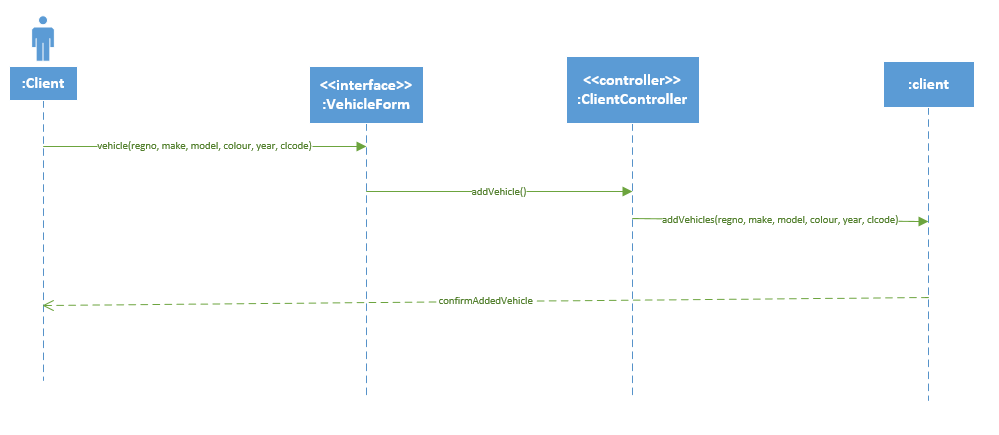 :Client
<<interface>>
:VehicleForm
<<controller>>
:ClientController
:client
vehicle(regno, make, model, colour, year, clcode)
addVehicle()
addVehicles(regno, make, model, colour, year, clcode)
confirmAddedVehicle